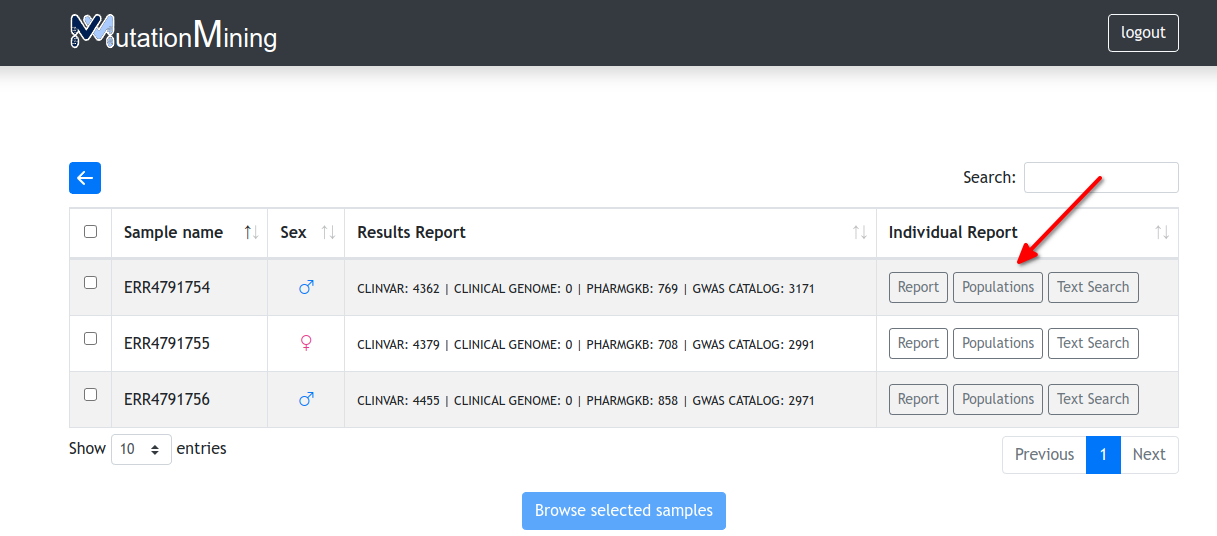 MutationMining
logout
Search:
Sample name Sex Results Report Individual Report
ERR4791754 CLINVAR: 4362 | CLINICAL GENOME: 0 | PHARMGKB: 769 | GWAS CATALOG: 3171 Report Populations Text Search
ERR4791755 CLINVAR: 4379 | CLINICAL GENOME: 0 | PHARMGKB: 708 | GWAS CATALOG: 2991 Report Populations Text Search
ERR4791756 CLINVAR: 4455 | CLINICAL GENOME: 0 | PHARMGKB: 858 | GWAS CATALOG: 2971 Report Populations Text Search
Show 10 entries Previous 1 Next
Browse selected samples